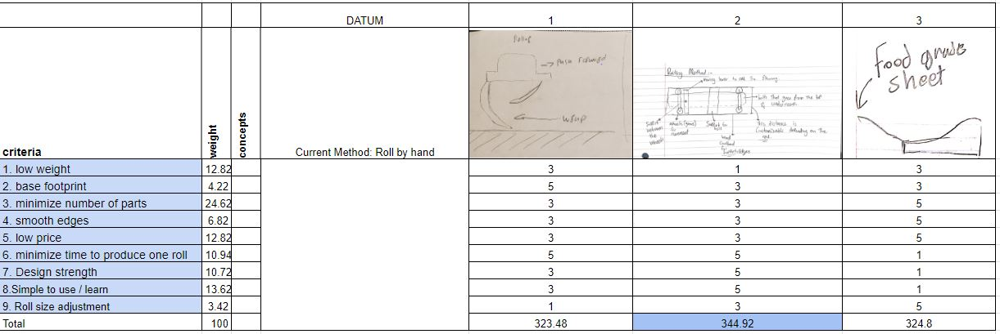 DATUM 1 2 3
criteria weight concepts Current Method: Roll by hand
Roller
→ Push forward
← wrap
Rolling Method:-
Food grade
sheet
1. low weight 12.82 3 1 3
2. base footprint 4.22 5 3 3
3. minimize number of parts 24.62 3 3 5
4. smooth edges 6.82 3 3 5
5. low price 12.82 3 3 5
6. minimize time to produce one roll 10.94 5 5 1
7. Design strength 10.72 3 5 1
8.Simple to use / learn 13.62 3 5 1
9. Roll size adjustment 3.42 1 3 5
Total 100 323.48 344.92 324.8